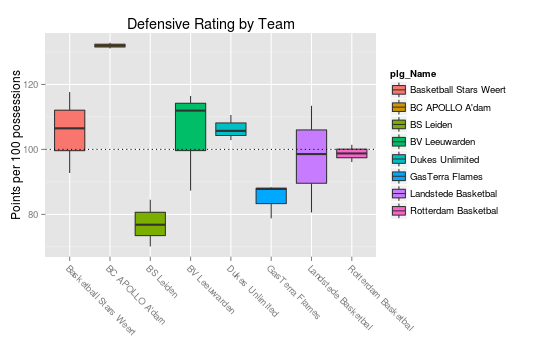 Defensive Rating by Team
Points per 100 possessions
120
100
80
Basketball Stars Weert
BC APOLLO A'dam
BS Leiden
BV Leeuwarden
Dukes Unlimited
GasTerra Flames
Landstede Basketbal
Rotterdam Basketbal
plg_Name
Basketball Stars Weert
BC APOLLO A'dam
BS Leiden
BV Leeuwarden
Dukes Unlimited
GasTerra Flames
Landstede Basketbal
Rotterdam Basketbal